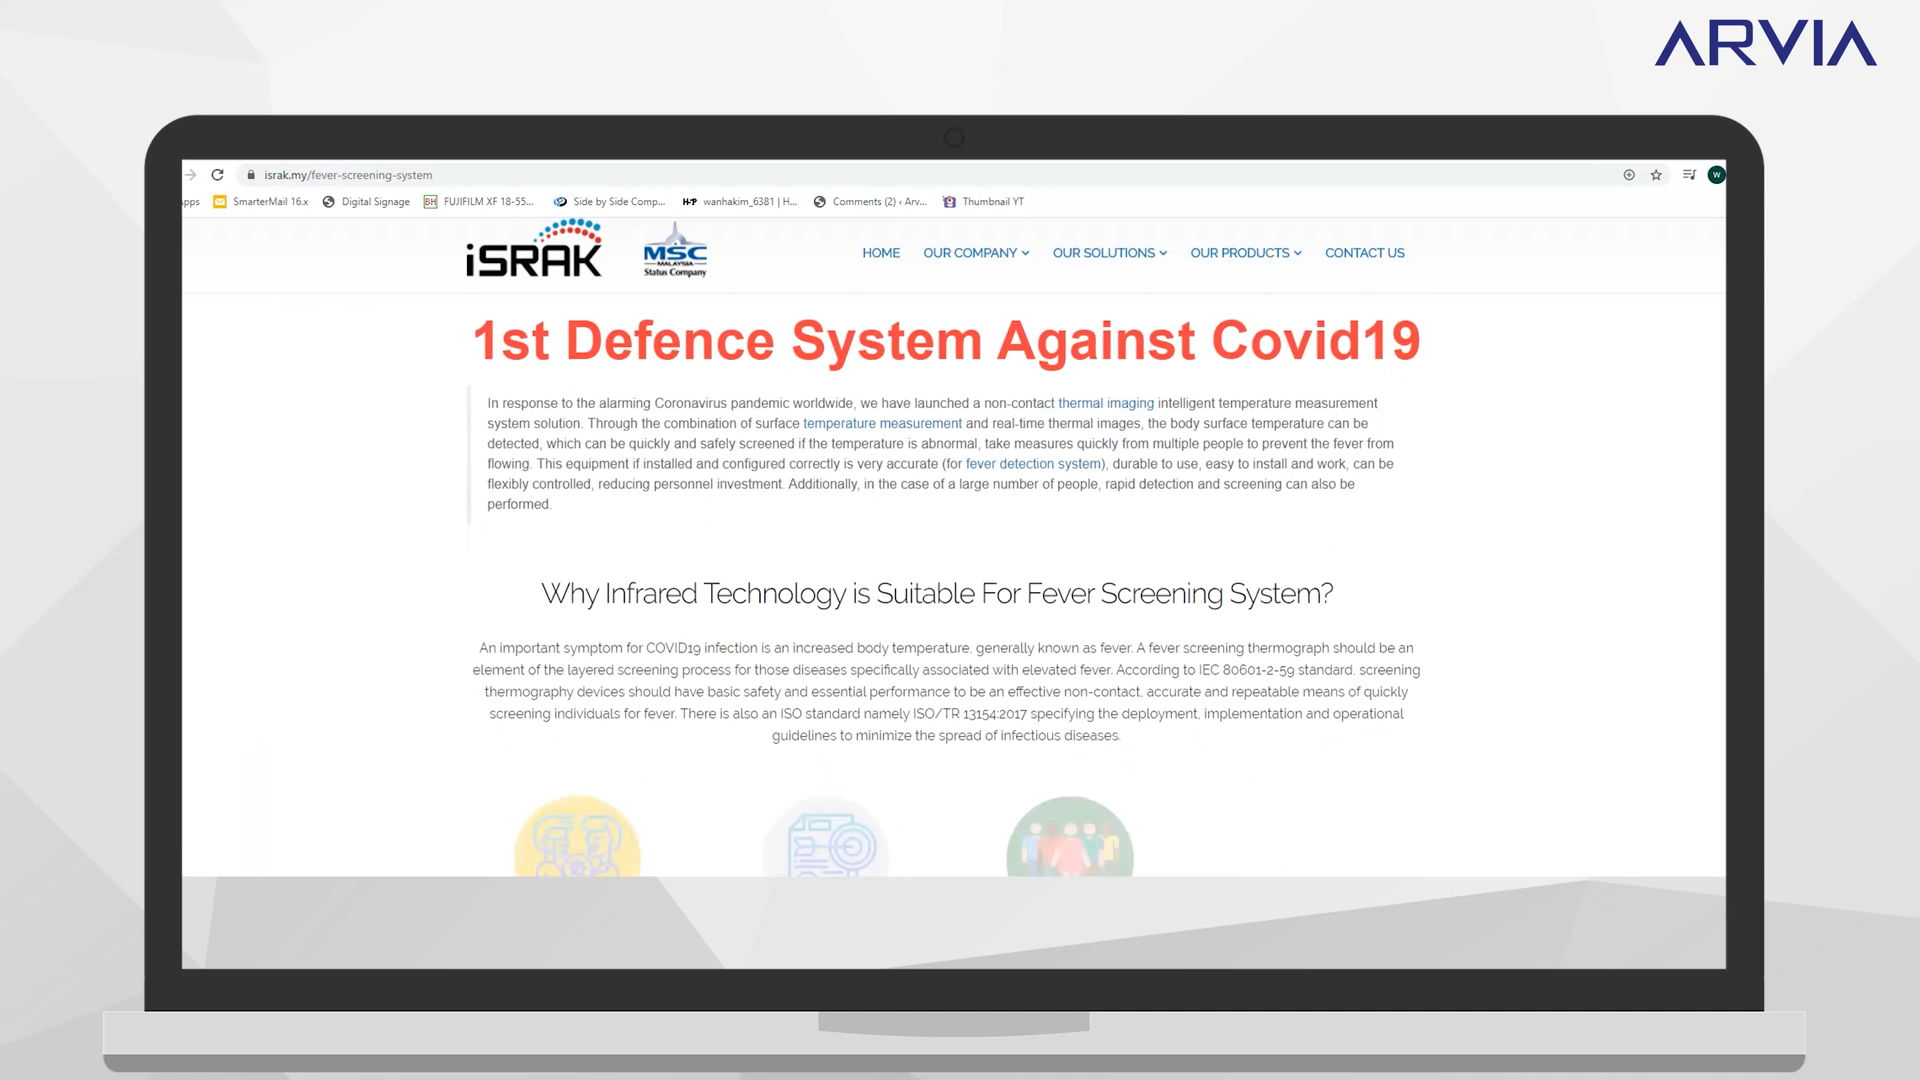 ARVIA
israk.my/fever-screening-system
W
SmarterMail 16.x
Digital Signage
BH FUJIFILM XF 18-55...
Side by Side Comp...
H+P wanhakim_6381 | H...
Comments (2) ‹ Arv...
Thumbnail YT
iSRAK
MSC
MALAYSIA
Status Company
HOME
OUR COMPANY
OUR SOLUTIONS
OUR PRODUCTS
CONTACT US
1st Defence System Against Covid19
In response to the alarming Coronavirus pandemic worldwide, we have launched a non-contact thermal imaging intelligent temperature measurement
system solution. Through the combination of surface temperature measurement and real-time thermal images, the body surface temperature can be
detected, which can be quickly and safely screened if the temperature is abnormal, take measures quickly from multiple people to prevent the fever from
flowing. This equipment if installed and configured correctly is very accurate (for fever detection system), durable to use, easy to install and work, can be
flexibly controlled, reducing personnel investment. Additionally, in the case of a large number of people, rapid detection and screening can also be
performed.
Why Infrared Technology is Suitable For Fever Screening System?
An important symptom for COVID19 infection is an increased body temperature, generally known as fever. A fever screening thermograph should be an
element of the layered screening process for those diseases specifically associated with elevated fever. According to IEC 80601-2-59 standard, screening
thermography devices should have basic safety and essential performance to be an effective non-contact, accurate and repeatable means of quickly
screening individuals for fever. There is also an ISO standard namely ISO/TR 13154:2017 specifying the deployment, implementation and operational
guidelines to minimize the spread of infectious diseases.